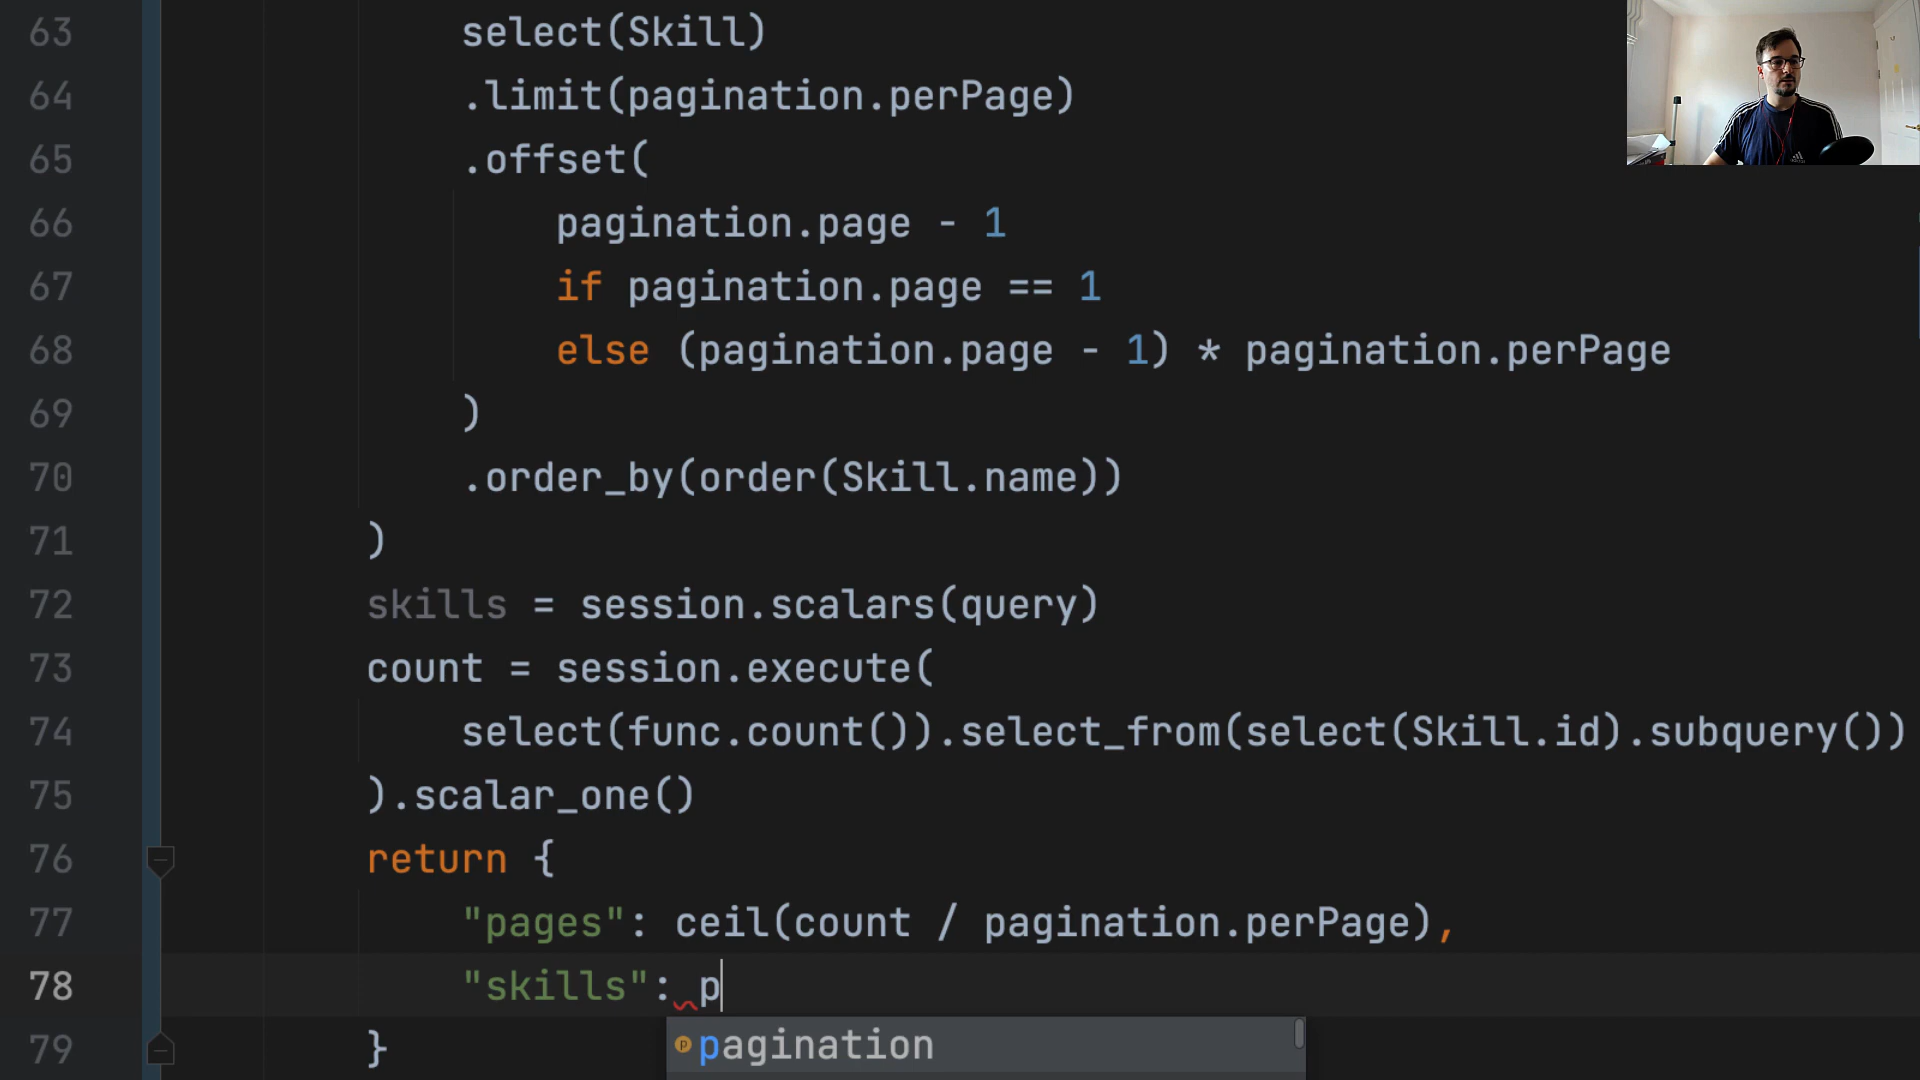 63 select(Skill)
64 .limit(pagination.perPage)
65 .offset(
66 pagination.page - 1
67 if pagination.page == 1
68 else (pagination.page - 1) * pagination.perPage
69 )
70 .order_by(order(Skill.name))
71 )
72 skills = session.scalars(query)
73 count = session.execute(
74 select(func.count()).select_from(select(Skill.id).subquery())
75 ).scalar_one()
76 return {
77 "pages": ceil(count / pagination.perPage),
78 "skills": p
p pagination
79 }